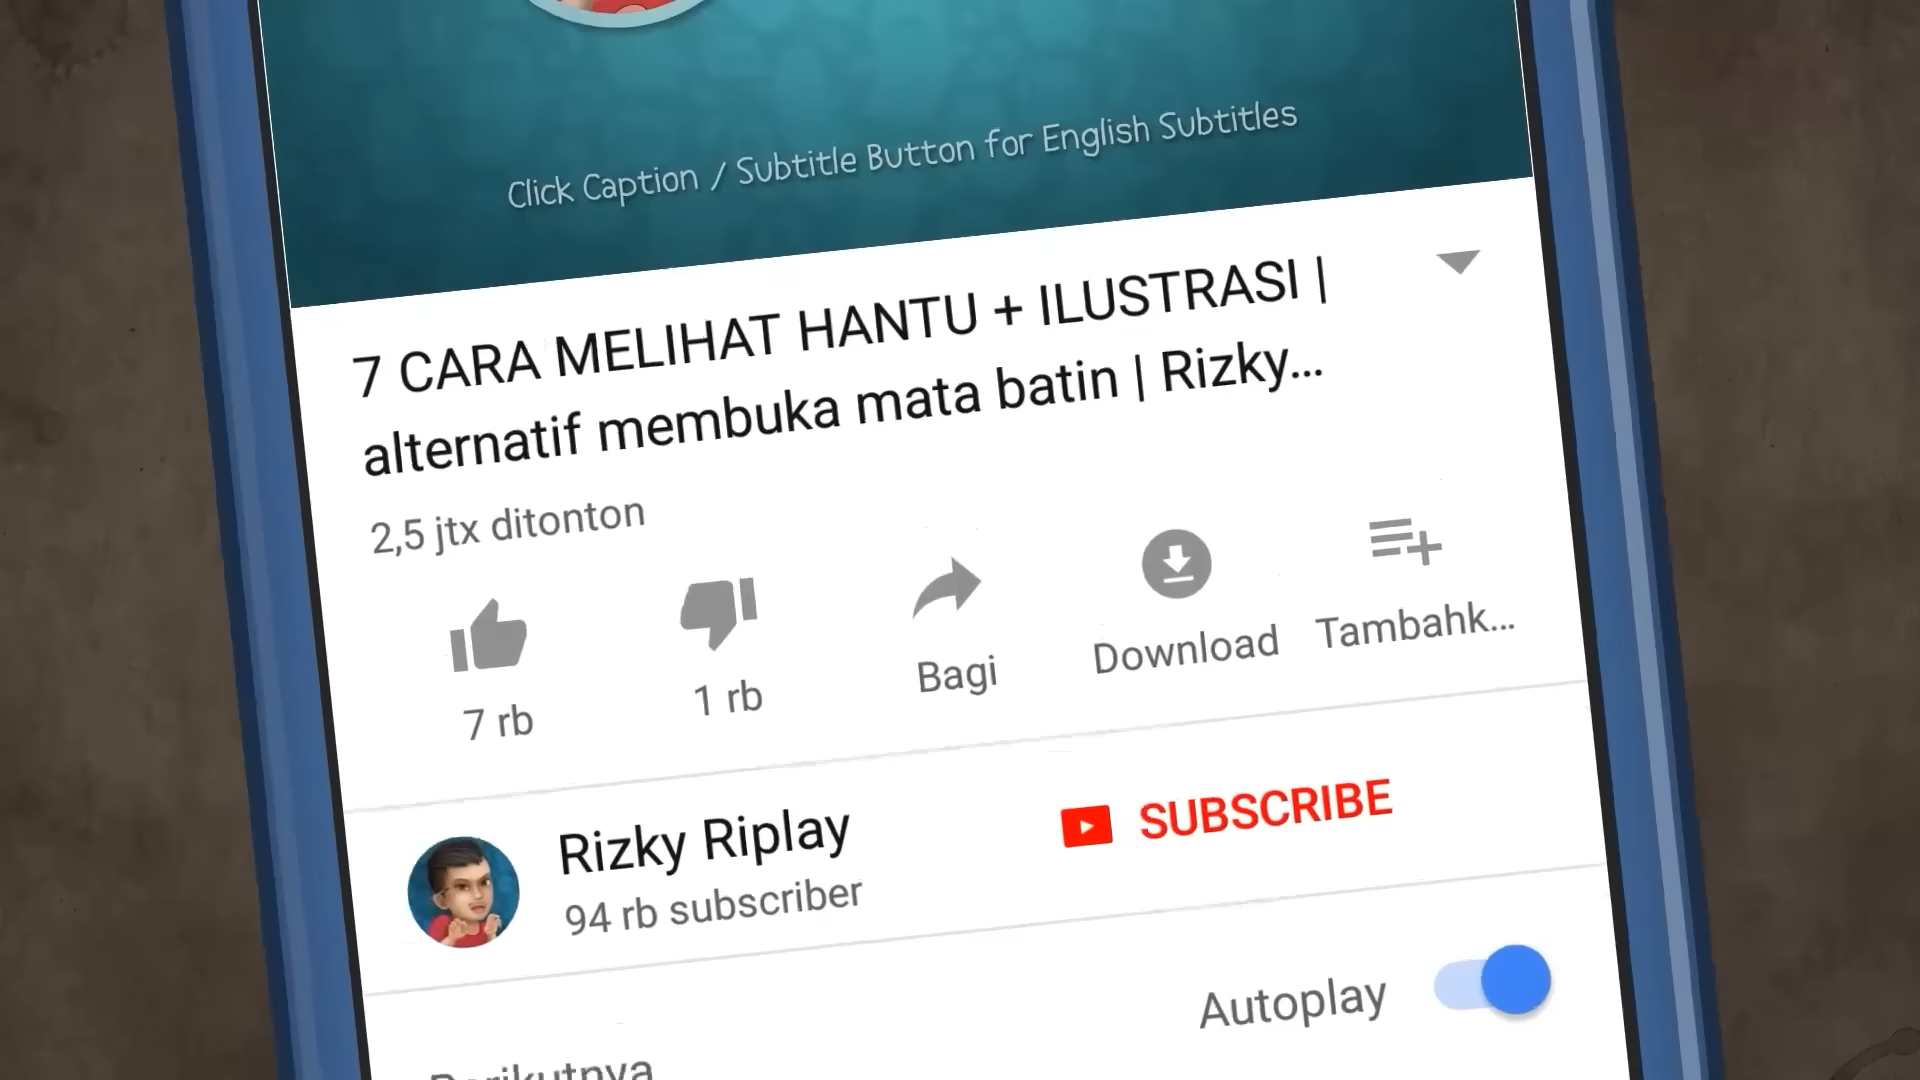 Click Caption / Subtitle Button for English Subtitles
7 CARA MELIHAT HANTU + ILUSTRASI |
alternatif membuka mata batin | Rizky...
2,5 jtx ditonton
7 rb
1 rb
Bagi
Download
Tambahk...
Rizky Riplay
94 rb subscriber
SUBSCRIBE
Autoplay
Berikutnya